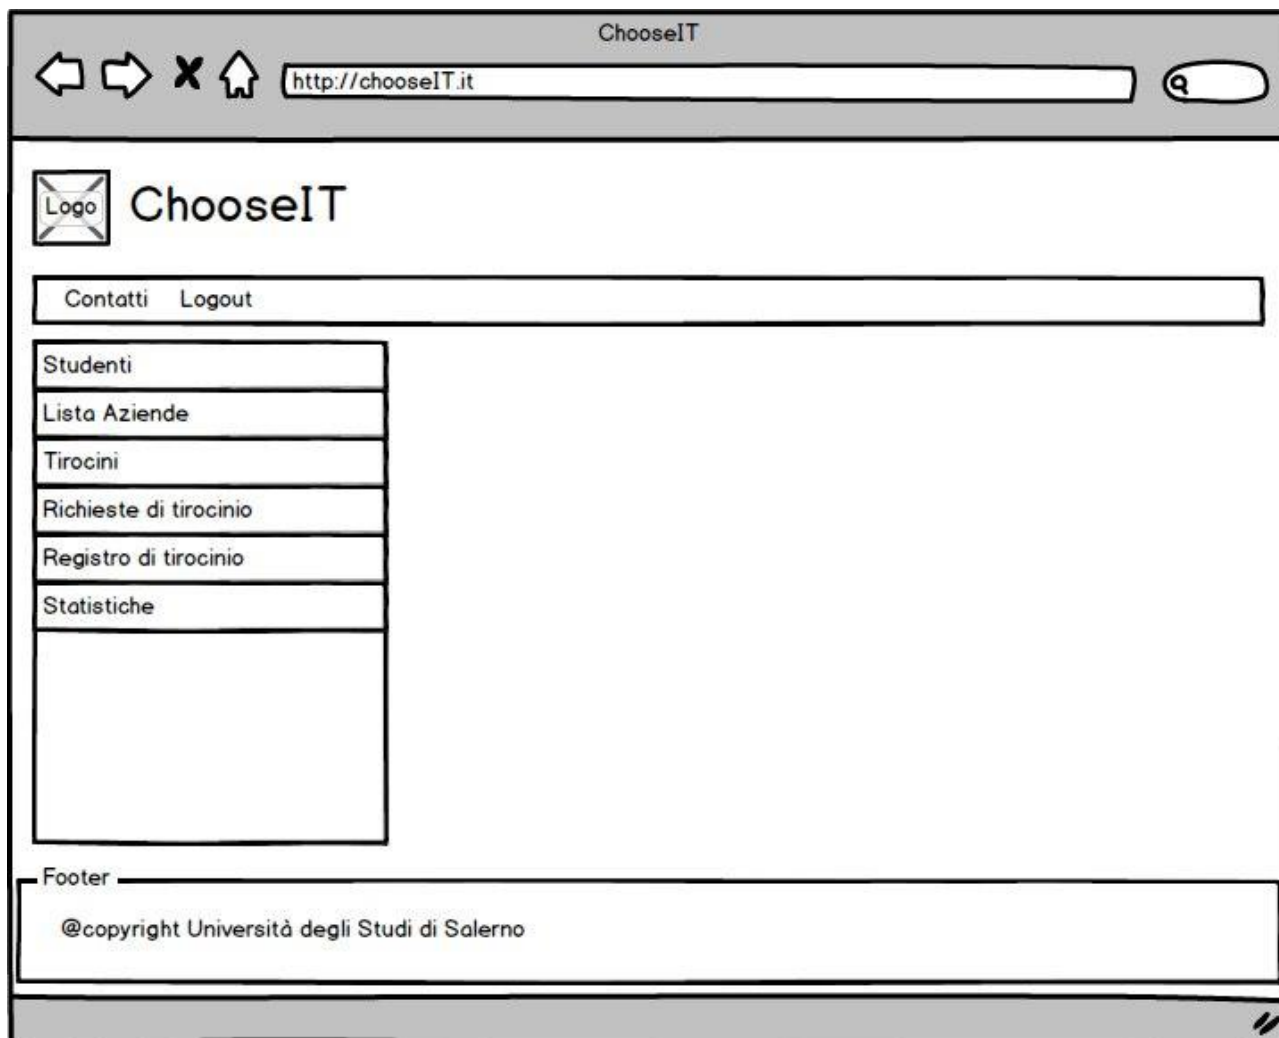 ChooseIT
http://chooseIT.it
Logo
ChooseIT
Contatti Logout
Studenti
Lista Aziende
Tirocini
Richieste di tirocinio
Registro di tirocinio
Statistiche
Footer
@copyright Università degli Studi di Salerno